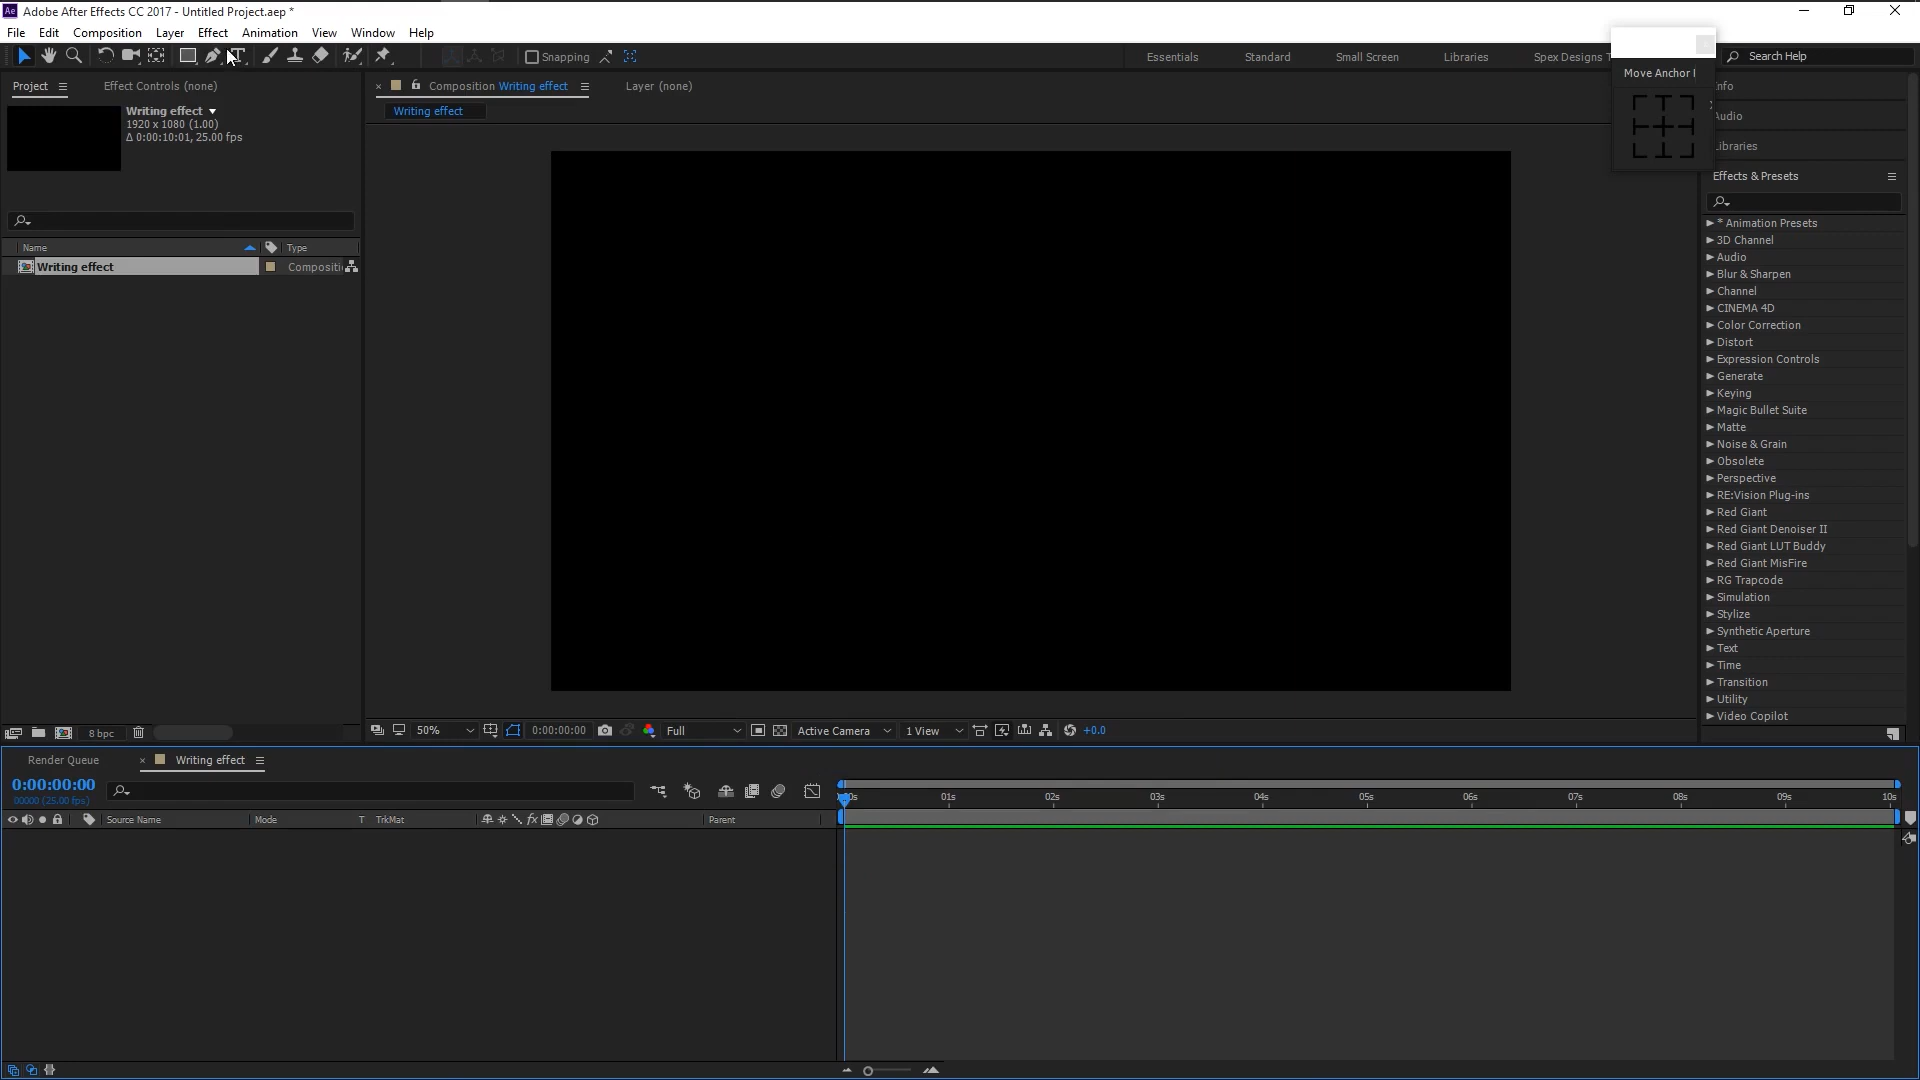 Ae Adobe After Effects CC 2017 - Untitled Project.aep *
File Edit Composition Layer Effect Animation View Window Help
T Snapping Essentials Standard Small Screen Libraries Spex Designs T Search Help
Move Anchor
Project Effect Controls (none) Composition Writing effect Layer (none) Info
Writing effect
1920 x 1080 (1.00)
Δ 0:00:10:01, 25.00 fps
Writing effect
Audio
Libraries
Effects & Presets
Name Type
Writing effect Compositi
* Animation Presets
3D Channel
Audio
Blur & Sharpen
Channel
CINEMA 4D
Color Correction
Distort
Expression Controls
Generate
Keying
Magic Bullet Suite
Matte
Noise & Grain
Obsolete
Perspective
RE:Vision Plug-ins
Red Giant
Red Giant Denoiser II
Red Giant LUT Buddy
Red Giant MisFire
RG Trapcode
Simulation
Stylize
Synthetic Aperture
Text
Time
Transition
Utility
Video Copilot
8 bpc 50% 0:00:00:00 Full Active Camera 1 View +0.0
Render Queue Writing effect
0:00:00:00
00000 (25.00 fps)
00s 01s 02s 03s 04s 05s 06s 07s 08s 09s 10s
Source Name Mode T TrkMat fx Parent